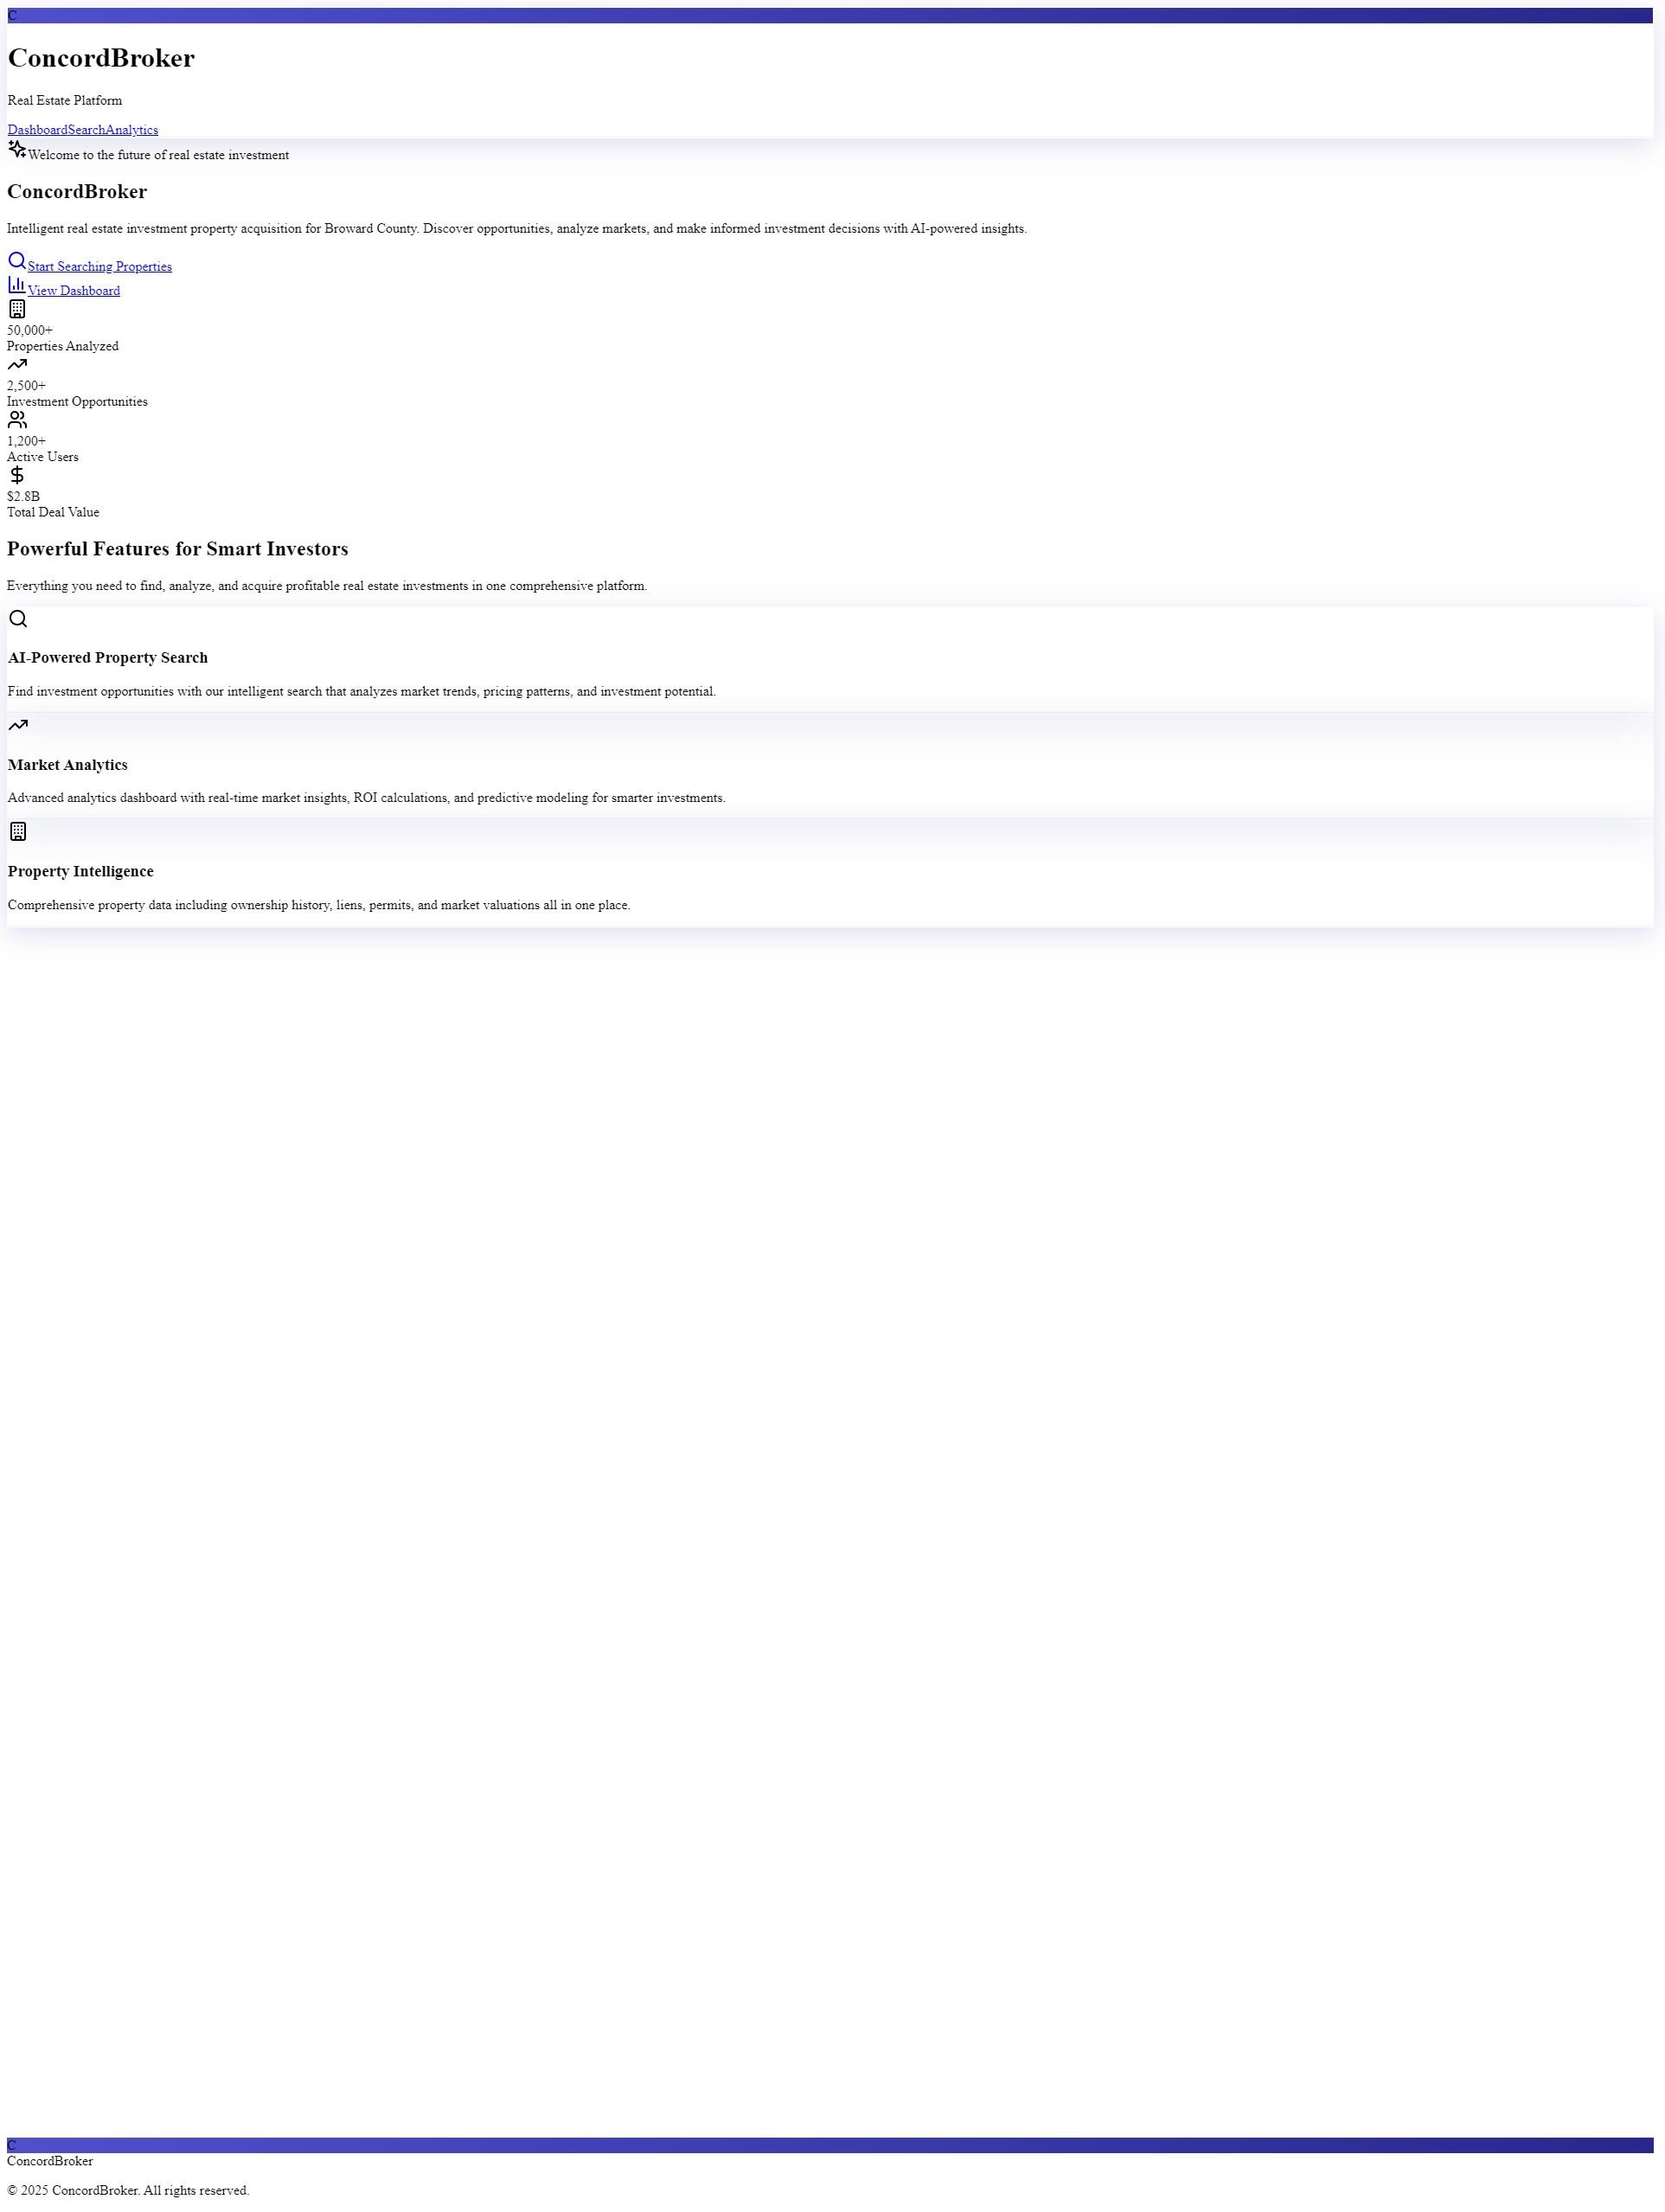 C
ConcordBroker
Real Estate Platform
DashboardSearchAnalytics
Welcome to the future of real estate investment
ConcordBroker
Intelligent real estate investment property acquisition for Broward County. Discover opportunities, analyze markets, and make informed investment decisions with AI-powered insights.
Start Searching Properties
View Dashboard
50,000+
Properties Analyzed
2,500+
Investment Opportunities
1,200+
Active Users
$2.8B
Total Deal Value
Powerful Features for Smart Investors
Everything you need to find, analyze, and acquire profitable real estate investments in one comprehensive platform.
AI-Powered Property Search
Find investment opportunities with our intelligent search that analyzes market trends, pricing patterns, and investment potential.
Market Analytics
Advanced analytics dashboard with real-time market insights, ROI calculations, and predictive modeling for smarter investments.
Property Intelligence
Comprehensive property data including ownership history, liens, permits, and market valuations all in one place.
C
ConcordBroker
© 2025 ConcordBroker. All rights reserved.